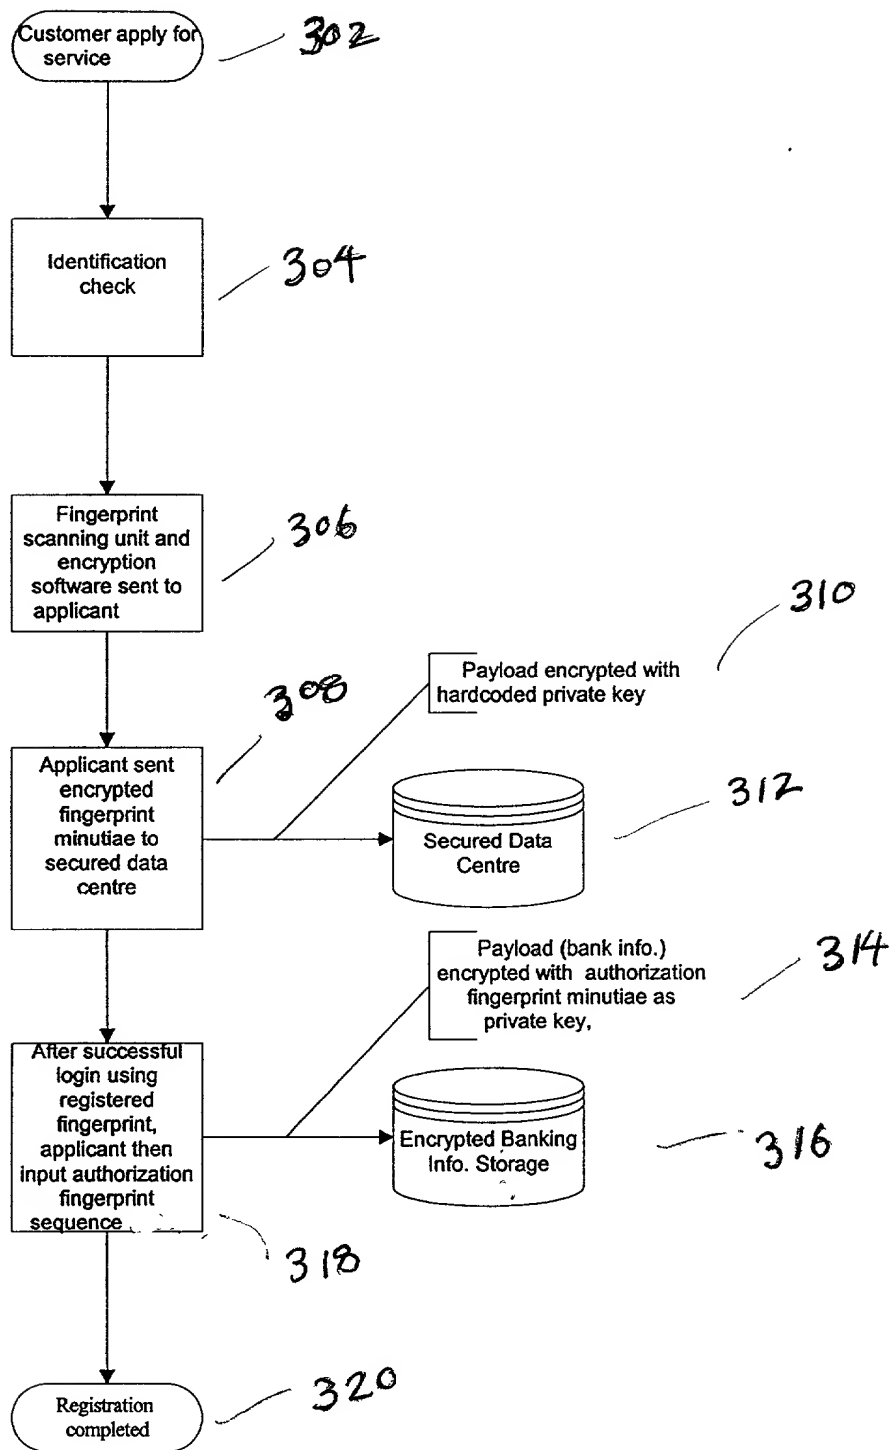 Customer apply for
service
302
Identification
check
304
Fingerprint
scanning unit and
encryption
software sent to
applicant
306
310
Payload encrypted with
hardcoded private key
308
Applicant sent
encrypted
fingerprint
minutiae to
secured data
centre
312
Secured Data
Centre
314
Payload (bank info.)
encrypted with authorization
fingerprint minutiae as
private key,
After successful
login using
registered
fingerprint,
applicant then
input authorization
fingerprint
sequence
316
Encrypted Banking
Info. Storage
318
320
Registration
completed